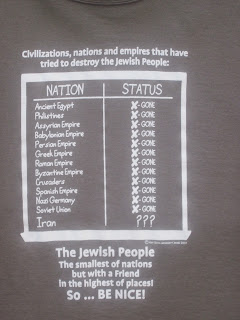 Civilizations, nations and empires that have
tried to destroy the Jewish People:
NATION STATUS
Ancient Egypt X- GONE
Philistines X- GONE
Assyrian Empire X- GONE
Babylonian Empire X- GONE
Persian Empire X- GONE
Greek Empire X- GONE
Roman Empire X- GONE
Byzantine Empire X- GONE
Crusaders X- GONE
Spanish Empire X- GONE
Nazi Germany X- GONE
Soviet Union X- GONE
Iran ???
The Jewish People
The smallest of nations
but with a Friend
in the highest of places!
So ... BE NICE!